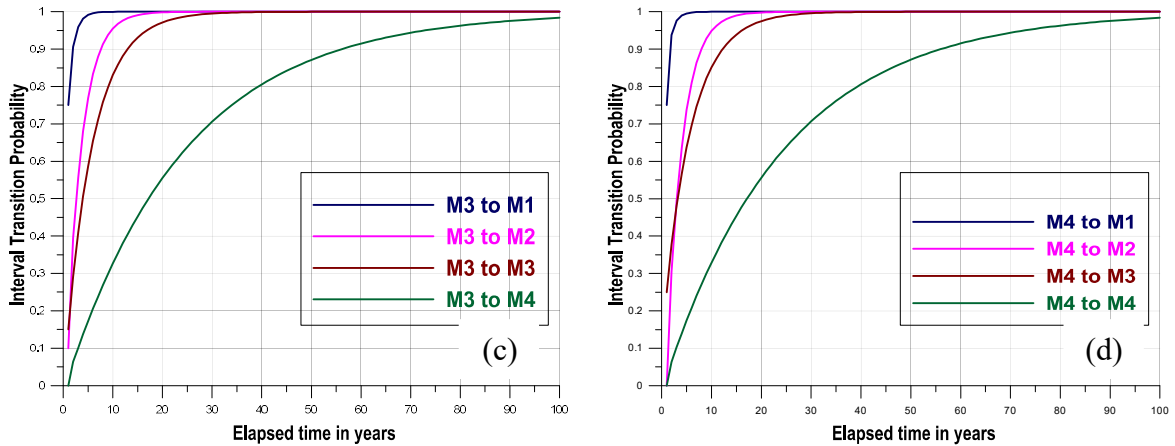 Interval Transition Probability
1
0.9
0.8
0.7
0.6
0.5
0.4
0.3
0.2
0.1
0
M3 to M1
M3 to M2
M3 to M3
M3 to M4
(c)
0 10 20 30 40 50 60 70 80 90 100
Elapsed time in years
Interval Transition Probability
1
0.9
0.8
0.7
0.6
0.5
0.4
0.3
0.2
0.1
0
M4 to M1
M4 to M2
M4 to M3
M4 to M4
(d)
0 10 20 30 40 50 60 70 80 90 100
Elapsed time in years